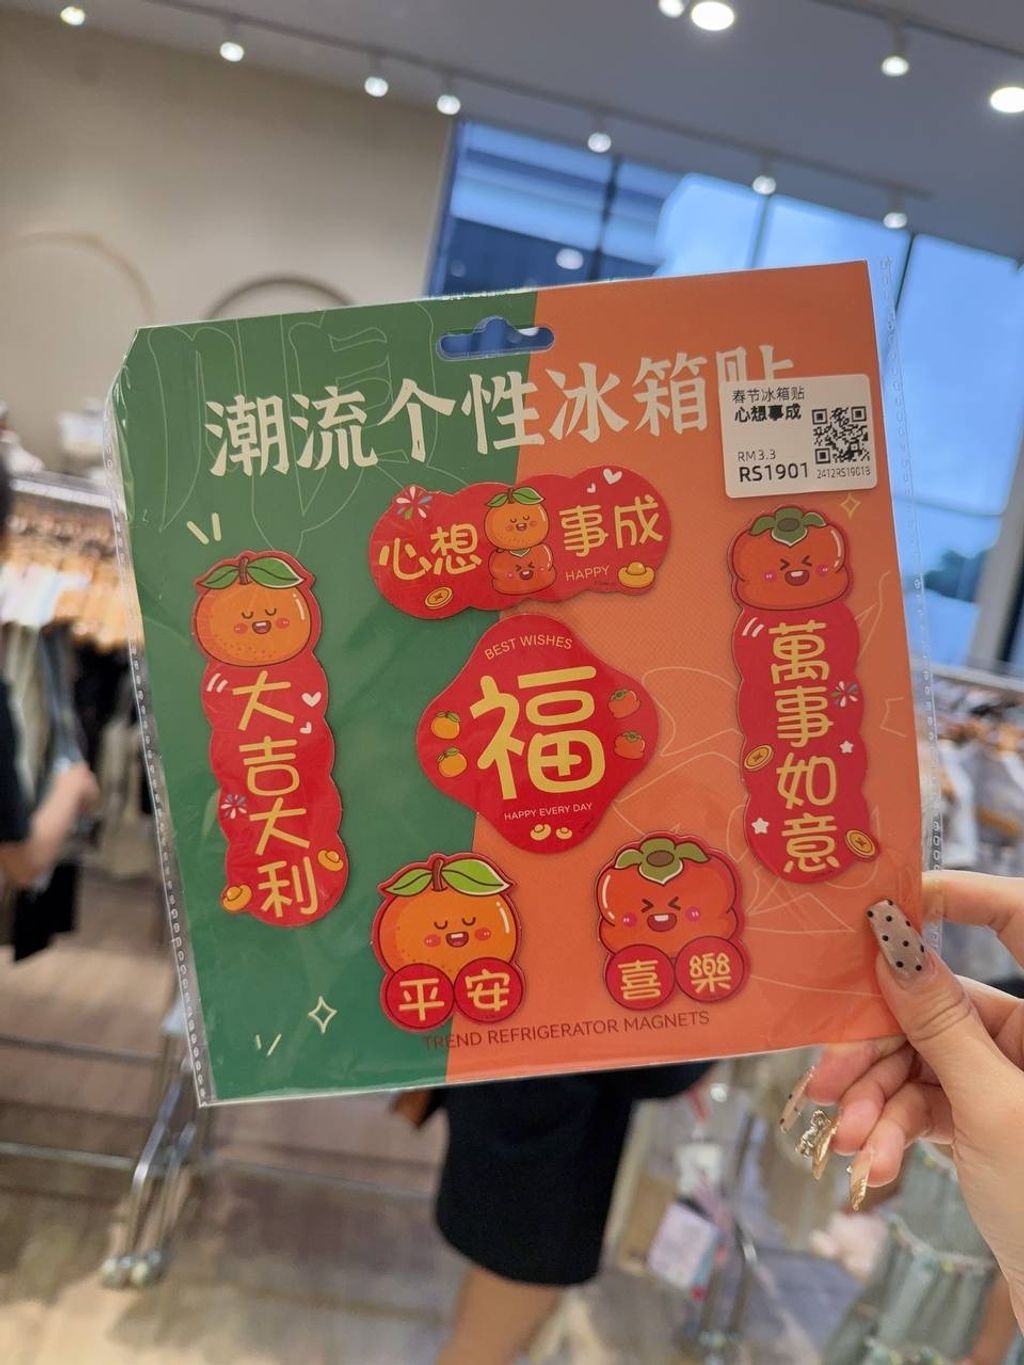 潮流个性冰箱贴
春节冰箱贴
心想事成
RM3.3
RS1901
2412RS19013
心想事成
HAPPY
大吉大利
BEST WISHES
福
HAPPY EVERY DAY
萬事如意
平安
喜樂
TREND REFRIGERATOR MAGNETS